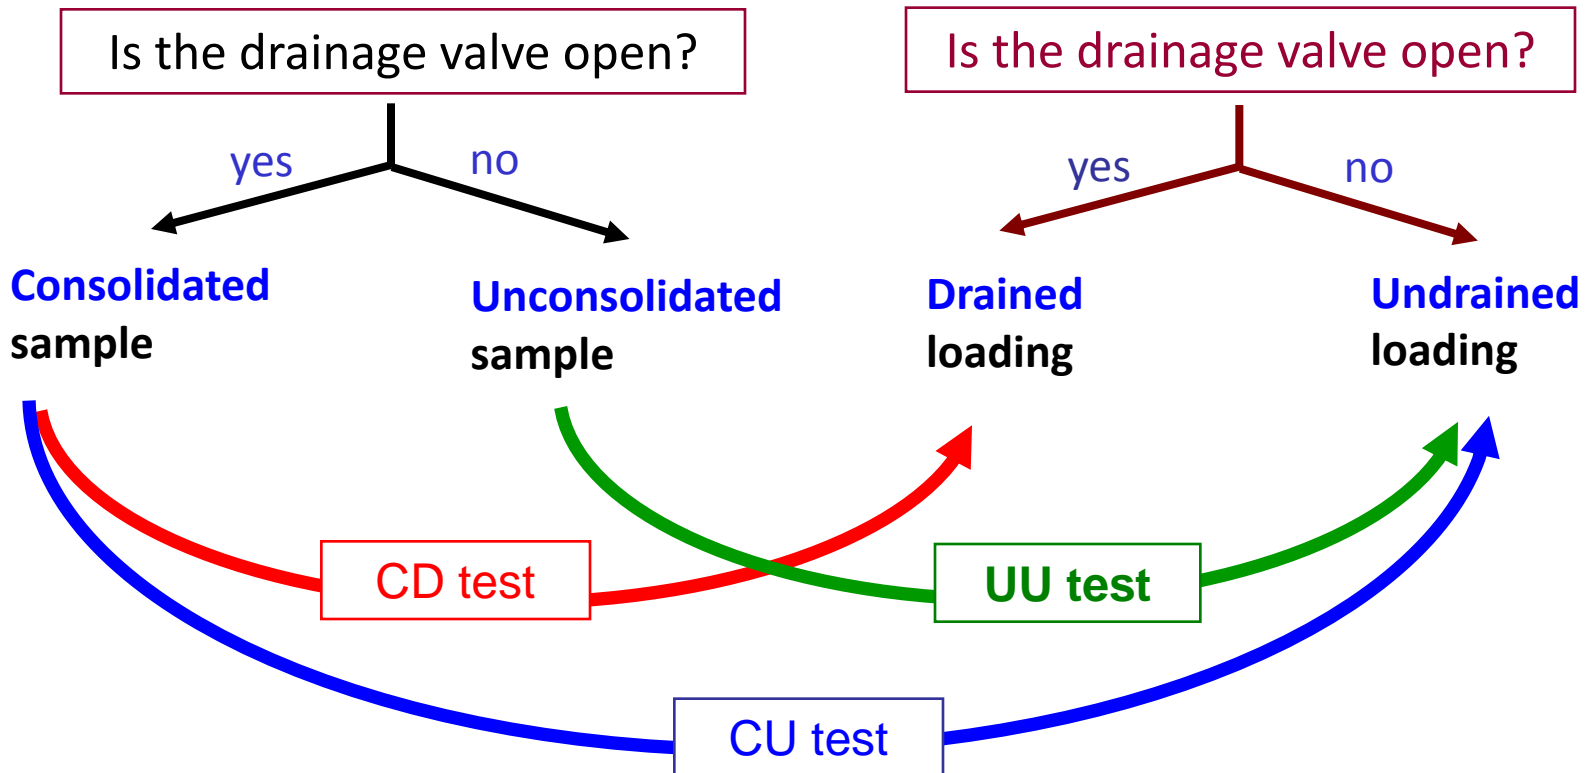 Is the drainage valve open?
Is the drainage valve open?
yes
no
yes
no
Consolidated
sample
Unconsolidated
sample
Drained
loading
Undrained
loading
CD test
UU test
CU test